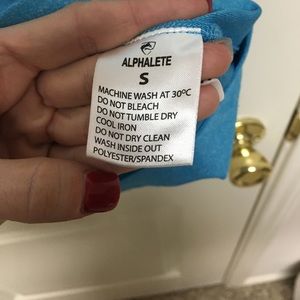 ALPHALETE
S
MACHINE WASH AT 30ºC
DO NOT BLEACH
DO NOT TUMBLE DRY
COOL IRON
DO NOT DRY CLEAN
WASH INSIDE OUT
POLYESTER/SPANDEX